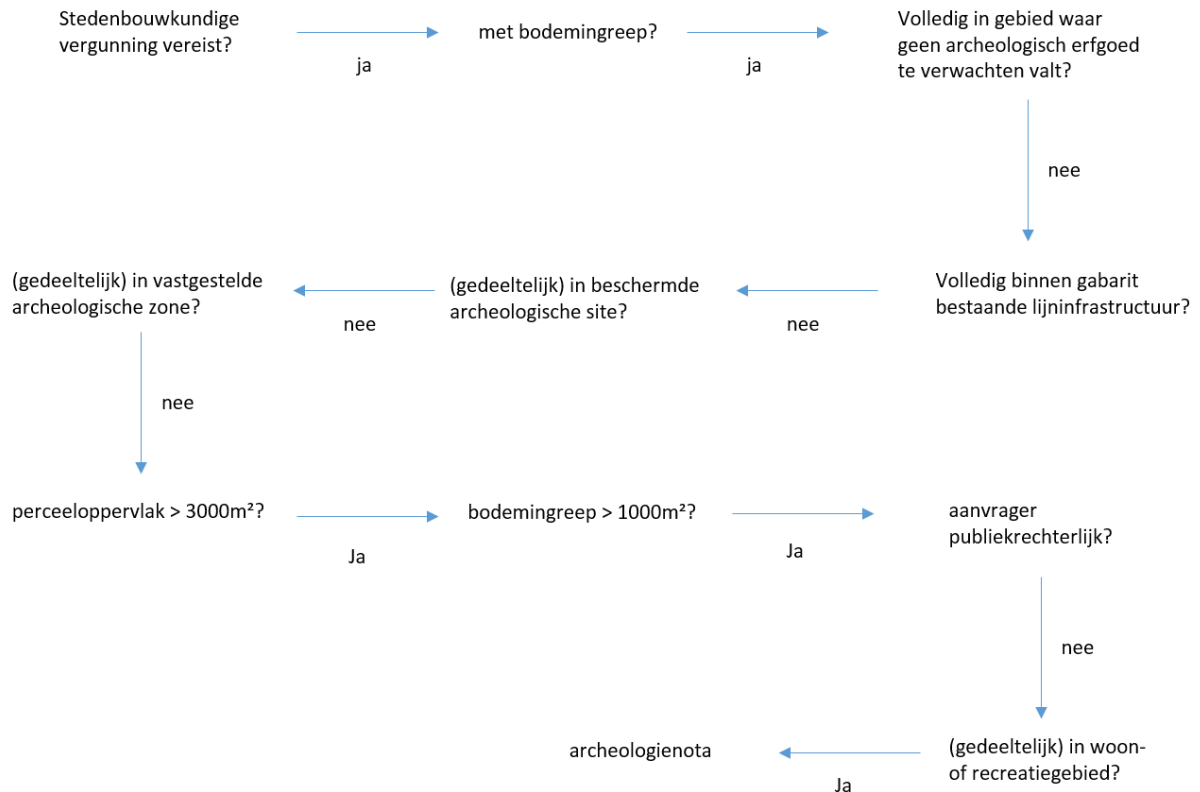 Stedenbouwkundige
vergunning vereist?
ja
met bodemingreep?
ja
Volledig in gebied waar
geen archeologisch erfgoed
te verwachten valt?
nee
Volledig binnen gabarit
bestaande lijninfrastructuur?
nee
(gedeeltelijk) in beschermde
archeologische site?
nee
(gedeeltelijk) in vastgestelde
archeologische zone?
nee
perceeloppervlak > 3000m²?
Ja
bodemingreep > 1000m²?
Ja
aanvrager
publiekrechterlijk?
nee
(gedeeltelijk) in woon-
of recreatiegebied?
Ja
archeologienota